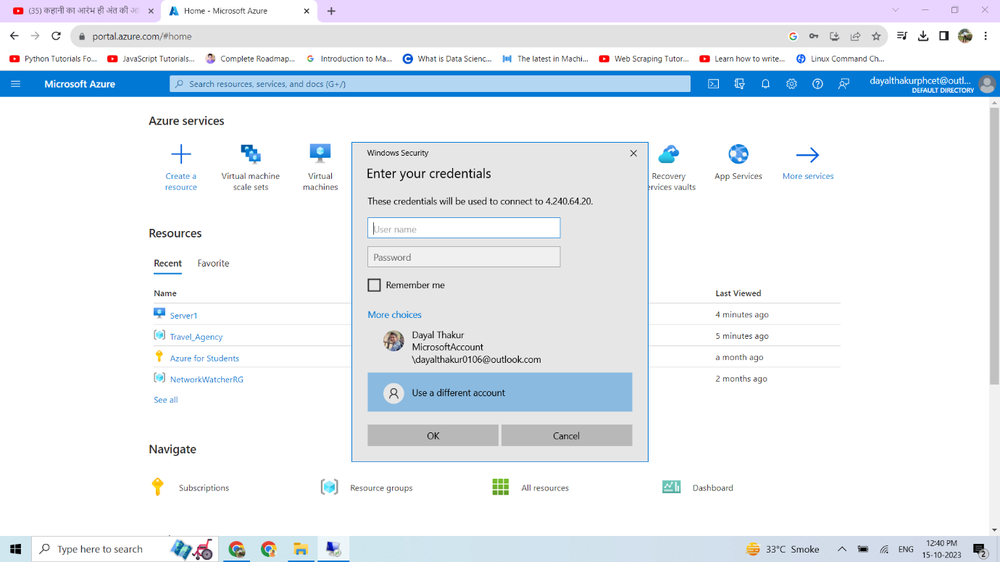 (35) कहानी का आरंभ ही अंत की
Home - Microsoft Azure
portal.azure.com/#home
Python Tutorials Fo...
JavaScript Tutorials...
Complete Roadmap...
Introduction to Ma...
What is Data Scienc...
The latest in Machi...
Web Scraping Tutor...
Learn how to write...
Linux Command Ch...
Microsoft Azure
Search resources, services, and docs (G+/)
dayalthakurphcet@outl...
DEFAULT DIRECTORY
Azure services
Create a
resource
Virtual machine
scale sets
Virtual
machines
Recovery
vaults
App Services
More services
Windows Security
Enter your credentials
These credentials will be used to connect to 4.240.64.20.
User name
Password
Remember me
More choices
Dayal Thakur
MicrosoftAccount
\dayalthakur0106@outlook.com
Use a different account
OK
Cancel
Resources
Recent
Favorite
Name
Last Viewed
Server1
4 minutes ago
Travel_Agency
5 minutes ago
Azure for Students
a month ago
NetworkWatcherRG
2 months ago
See all
Navigate
Subscriptions
Resource groups
All resources
Dashboard
Type here to search
33°C Smoke
ENG
12:40 PM
15-10-2023
2